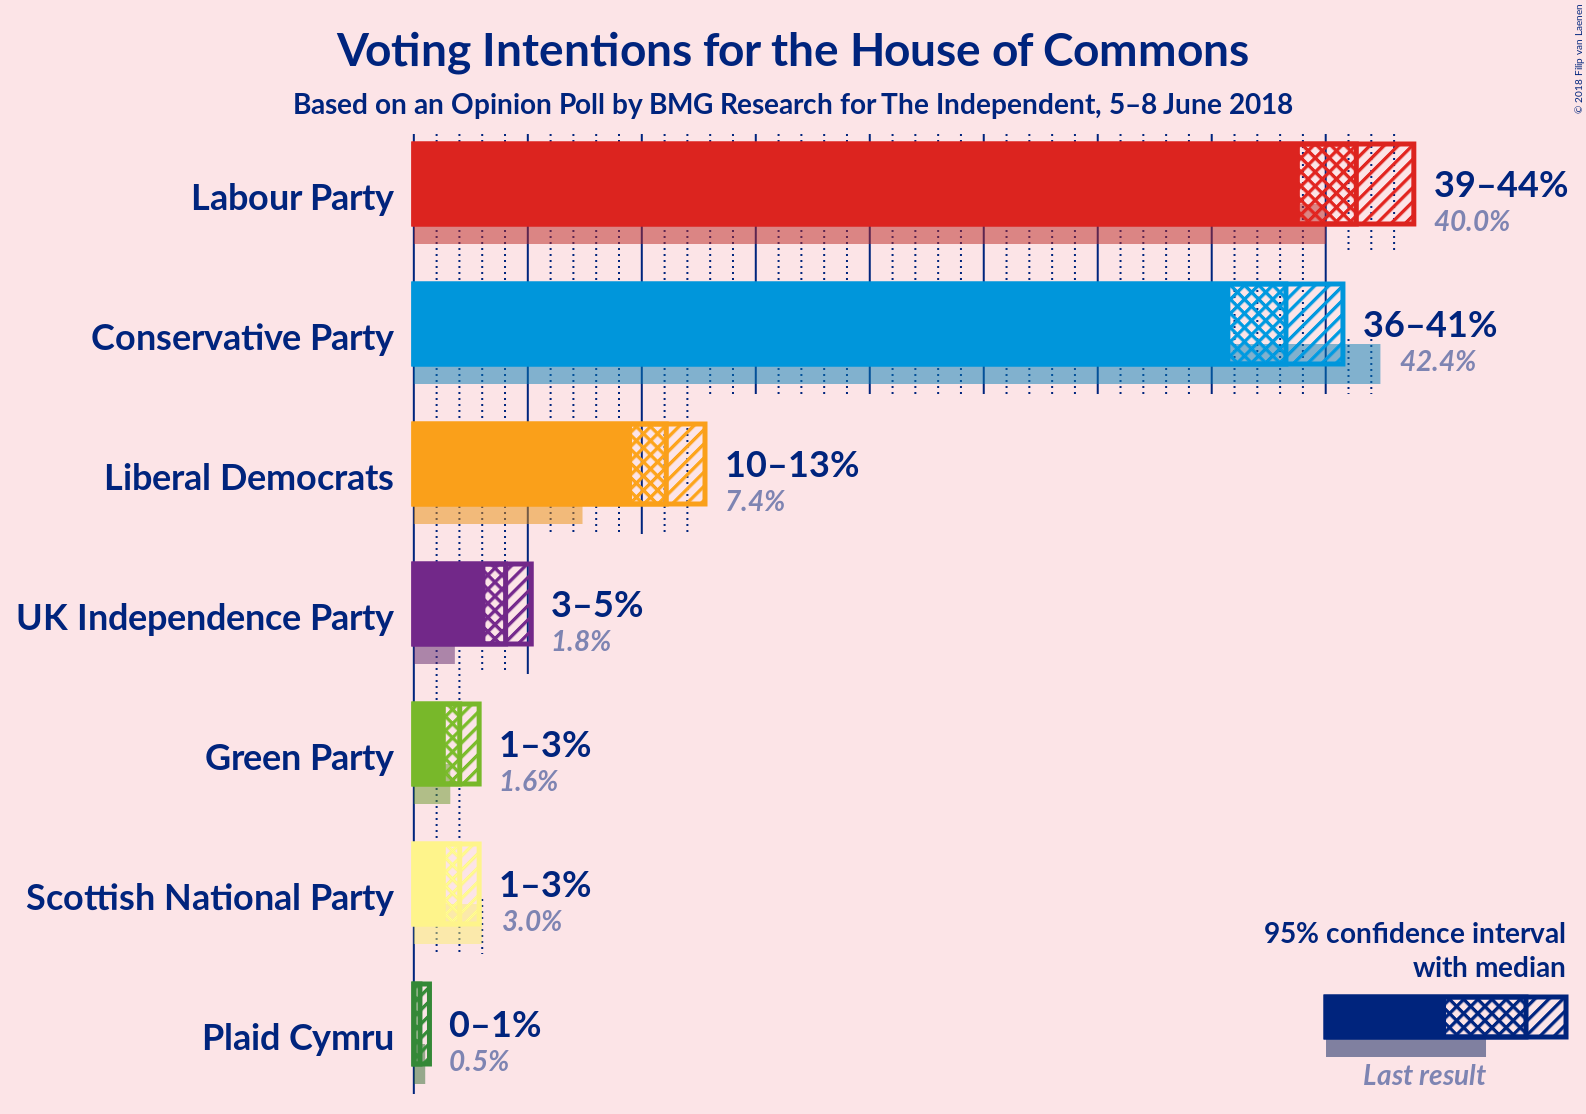 Voting Intentions for the House of Commons
Based on an Opinion Poll by BMG Research for The Independent, 5–8 June 2018
© 2018 Filip van Laenen
Labour Party
39–44%
40.0%
Conservative Party
36–41%
42.4%
Liberal Democrats
10–13%
7.4%
UK Independence Party
3–5%
1.8%
Green Party
1–3%
1.6%
Scottish National Party
1–3%
3.0%
Plaid Cymru
0–1%
0.5%
95% confidence interval
with median
Last result